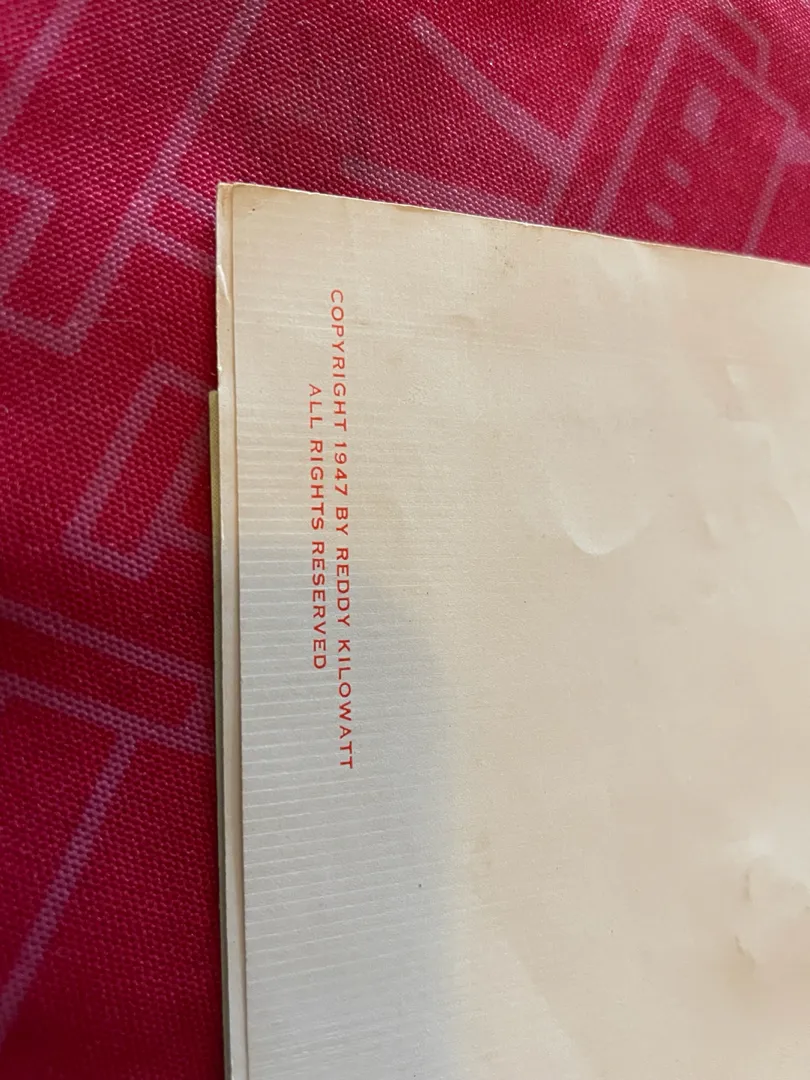 COPYRIGHT 1947 BY REDDY KILOWATT
ALL RIGHTS RESERVED